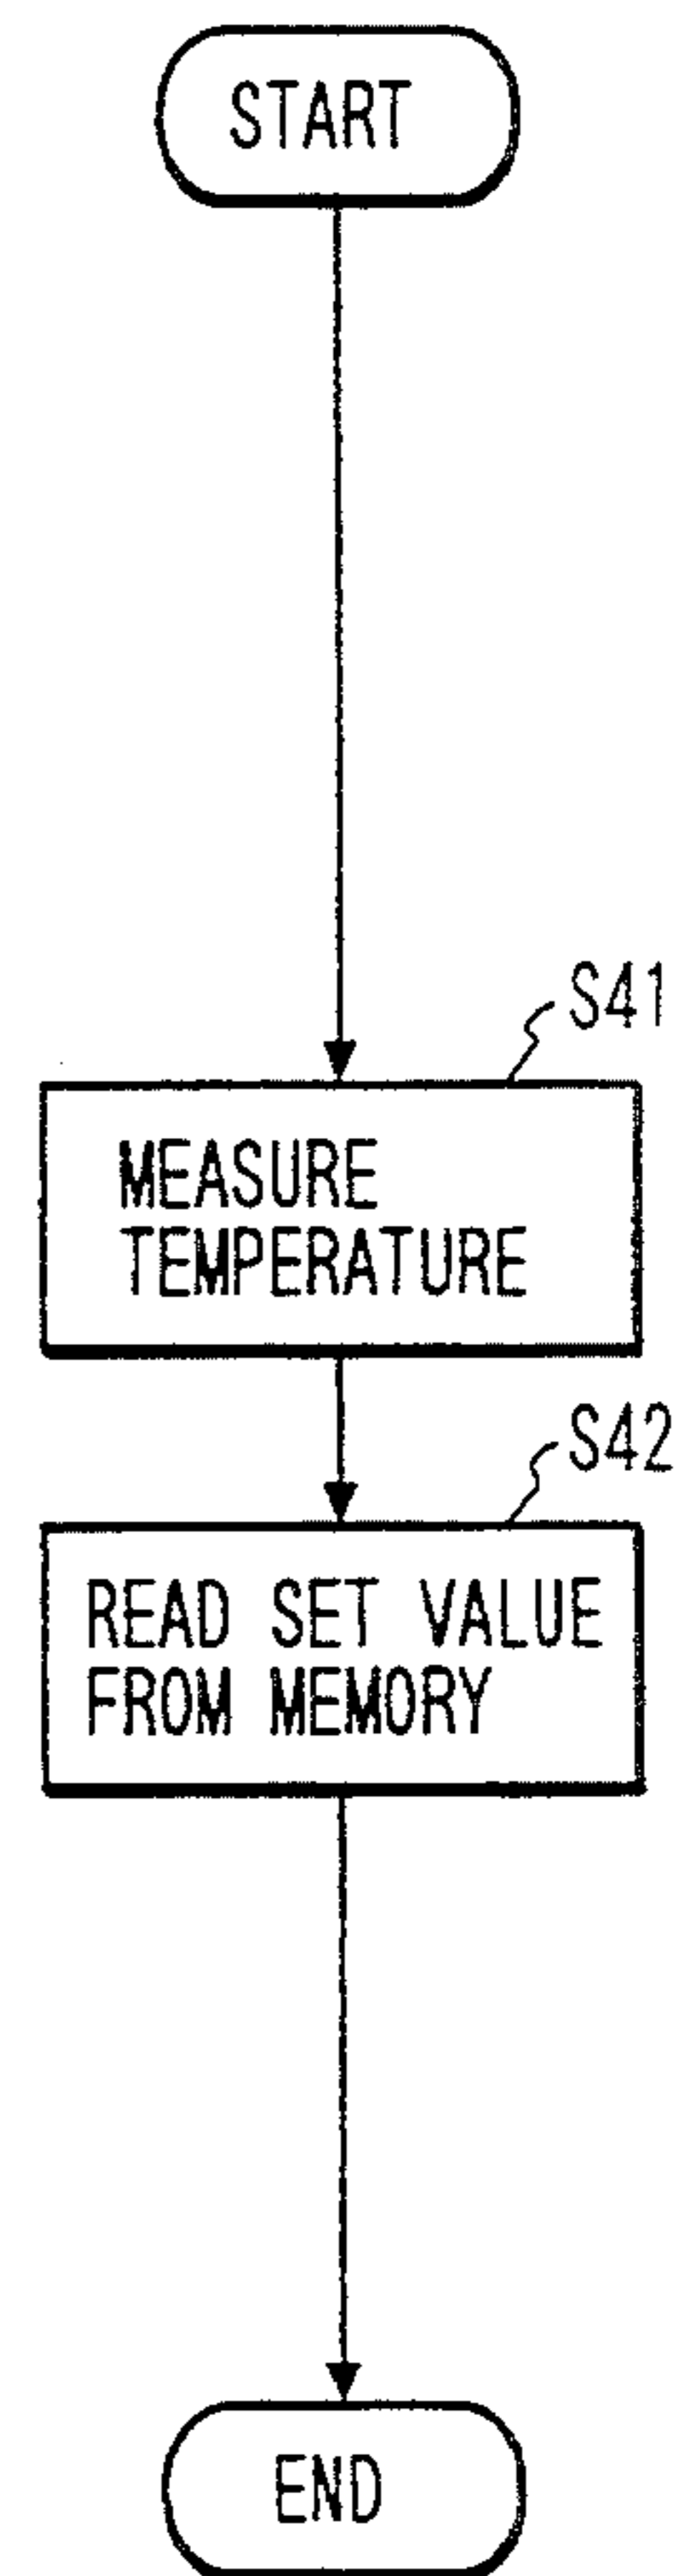 START
S41
MEASURE
TEMPERATURE
S42
READ SET VALUE
FROM MEMORY
END